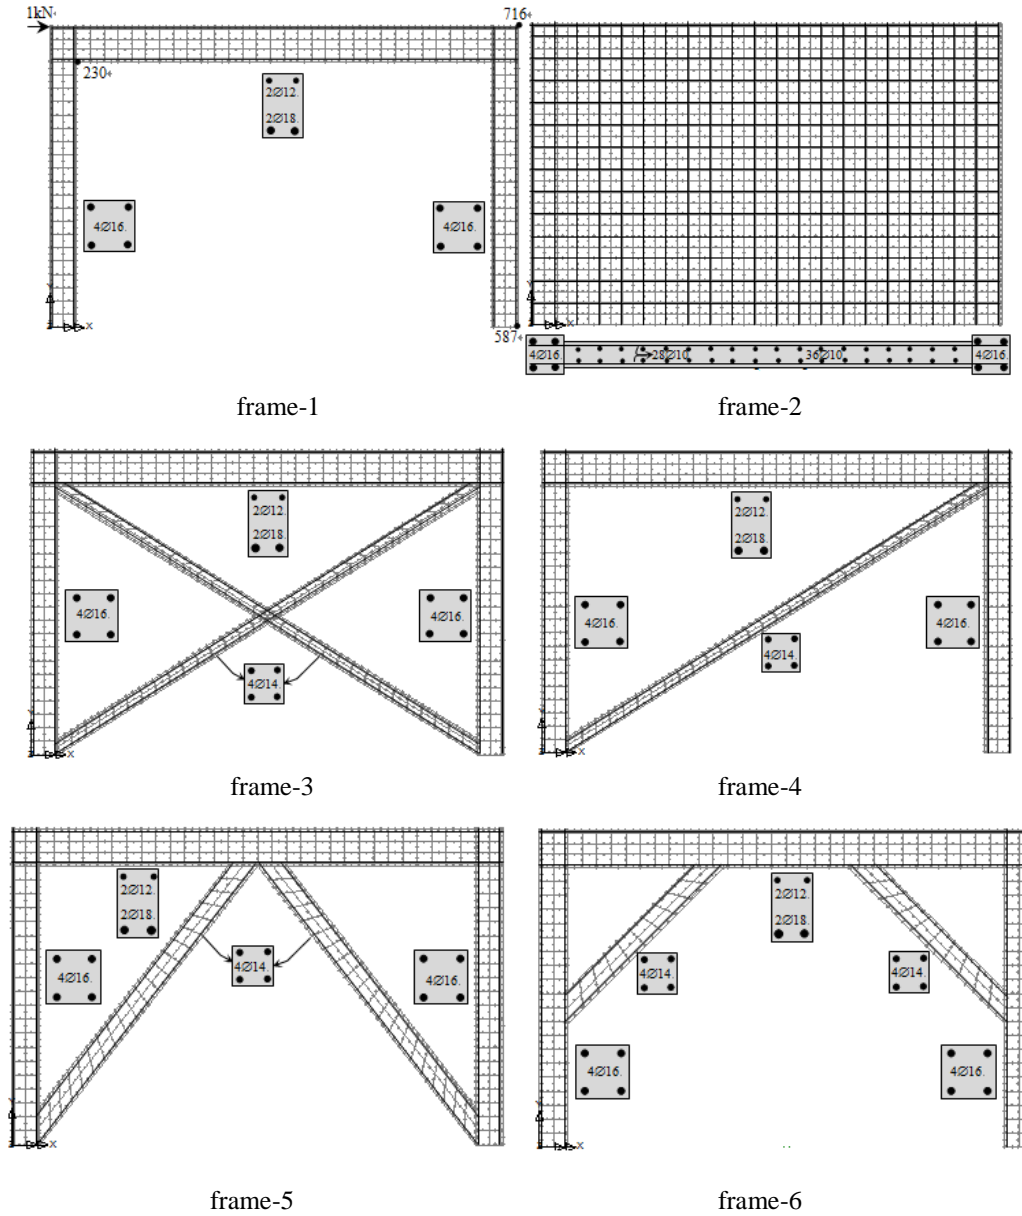 1kN
716
230
2Ø12.
2Ø18.
4Ø16.
4Ø16.
587
X
frame-1
Y
X
4Ø16.
28Ø10
36Ø10
4Ø16.
frame-2
2Ø12.
2Ø18.
4Ø16.
4Ø16.
4Ø14.
X
frame-3
2Ø12.
2Ø18.
4Ø16.
4Ø16.
4Ø14.
Y
X
frame-4
2Ø12.
2Ø18.
4Ø14.
4Ø16.
4Ø16.
Y
X
frame-5
2Ø12.
2Ø18.
4Ø14.
4Ø14.
4Ø16.
4Ø16.
Y
X
frame-6